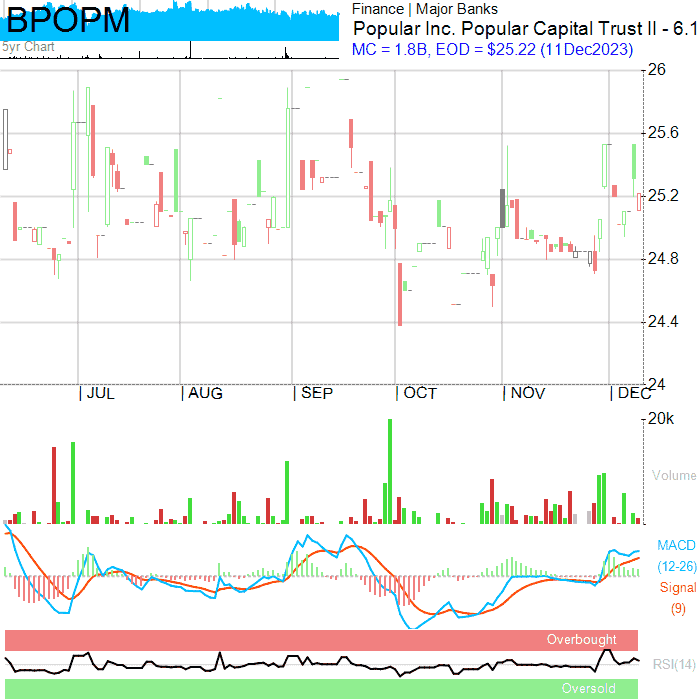 BPOPM
5yr Chart
Finance | Major Banks
Popular Inc. Popular Capital Trust II - 6.1
MC = 1.8B, EOD = $25.22 (11Dec2023)
26
25.6
25.2
24.8
24.4
24
| JUL | AUG | SEP | OCT | NOV | DEC
20k
Volume
MACD
(12-26)
Signal
(9)
Overbought
RSI(14)
Oversold